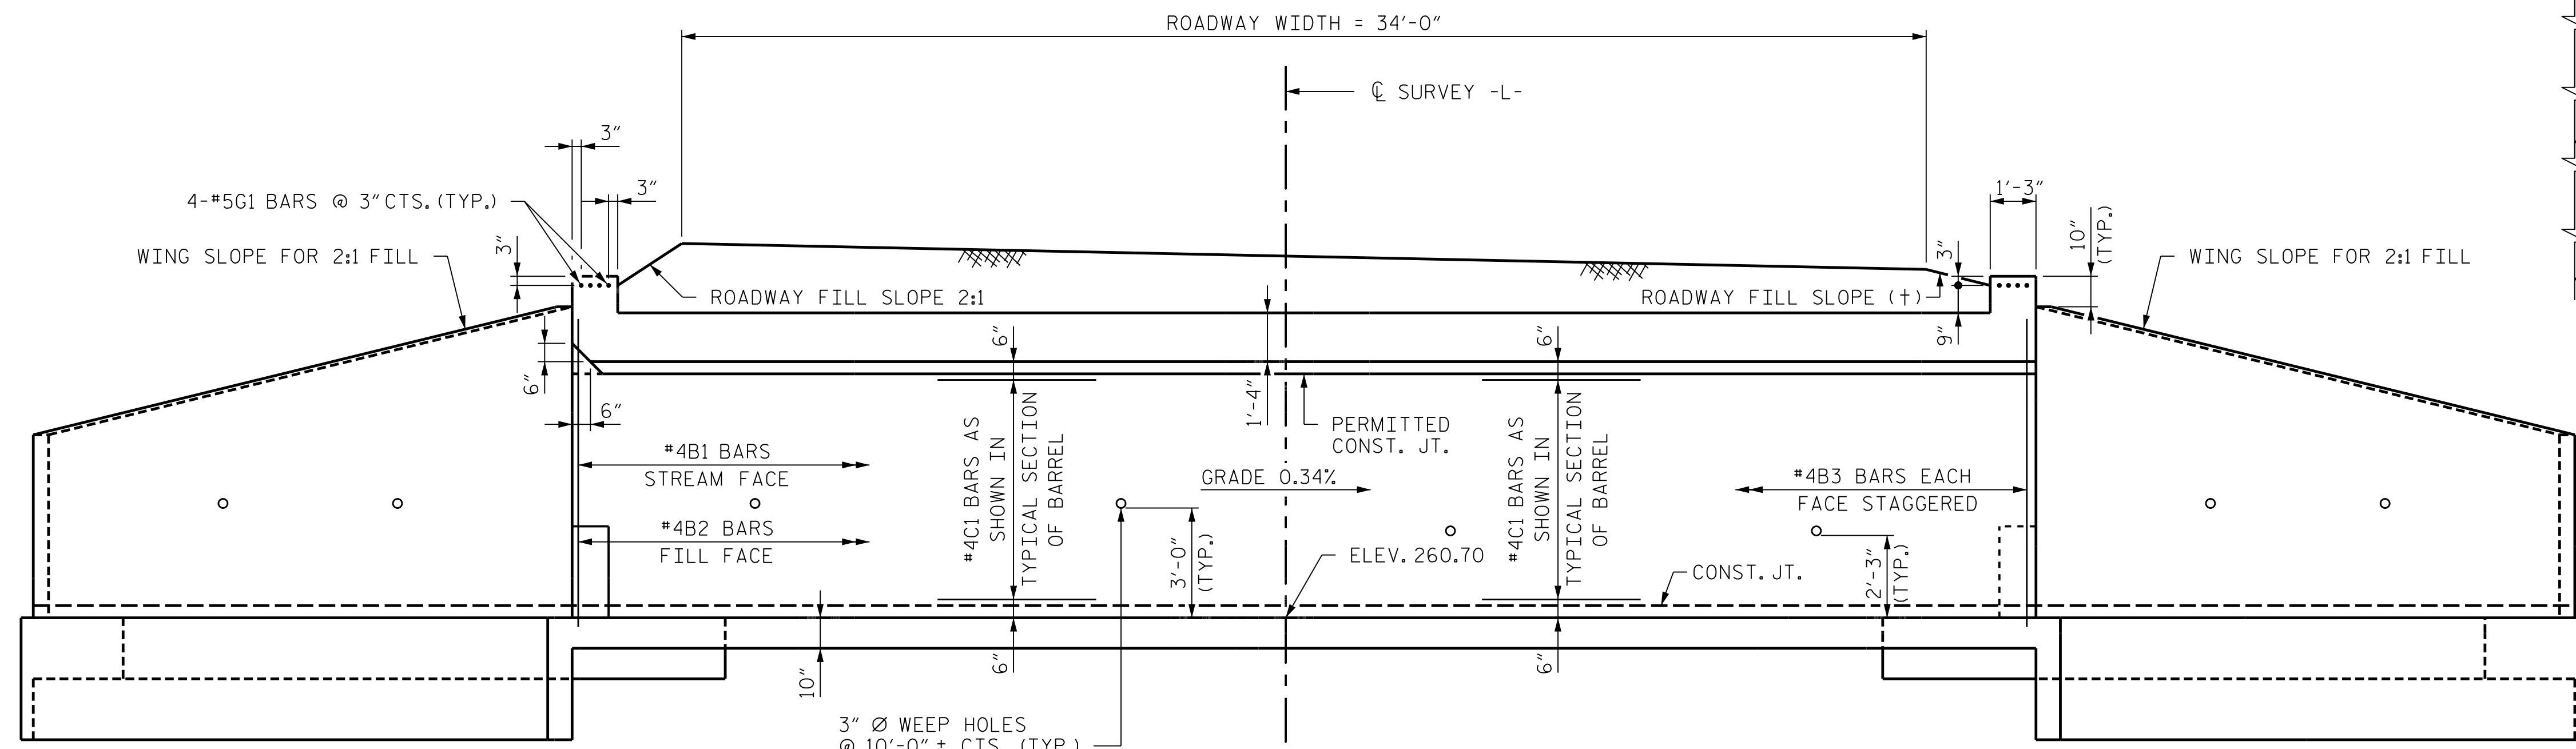 ROADWAY WIDTH = 34'-0"
℄ SURVEY -L-
3"
3"
1'-3"
4-#5G1 BARS @ 3" CTS. (TYP.)
3"
3"
10"
(TYP.)
WING SLOPE FOR 2:1 FILL
WING SLOPE FOR 2:1 FILL
ROADWAY FILL SLOPE 2:1
ROADWAY FILL SLOPE (†)
6"
6"
9"
6"
1'-4"
6"
#4C1 BARS AS
SHOWN IN
TYPICAL SECTION
OF BARREL
#4C1 BARS AS
SHOWN IN
TYPICAL SECTION
OF BARREL
PERMITTED
CONST. JT.
#4B1 BARS
STREAM FACE
GRADE 0.34%
#4B3 BARS EACH
FACE STAGGERED
#4B2 BARS
FILL FACE
3'-0"
(TYP.)
ELEV. 260.70
CONST. JT.
2'-3"
(TYP.)
10"
6"
6"
3" Ø WEEP HOLES
@ 10'-0" ± CTS. (TYP.)